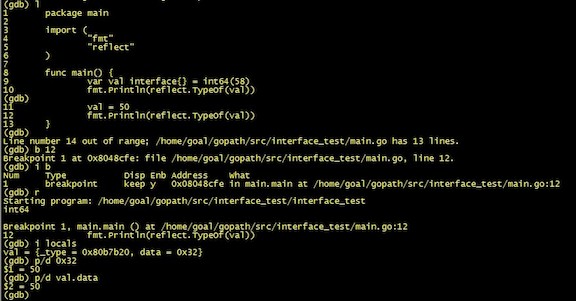 (gdb) l
1 package main
2
3 import (
4 "fmt"
5 "reflect"
6 )
7
8 func main() {
9 var val interface{} = int64(58)
10 fmt.Println(reflect.TypeOf(val))
(gdb)
11 val = 50
12 fmt.Println(reflect.TypeOf(val))
13 }
(gdb)
Line number 14 out of range; /home/goal/gopath/src/interface_test/main.go has 13 lines.
(gdb) b 12
Breakpoint 1 at 0x8048cfe: file /home/goal/gopath/src/interface_test/main.go, line 12.
(gdb) i b
Num Type Disp Enb Address What
1 breakpoint keep y 0x08048cfe in main.main at /home/goal/gopath/src/interface_test/main.go:12
(gdb) r
Starting program: /home/goal/gopath/src/interface_test/interface_test
int64
Breakpoint 1, main.main () at /home/goal/gopath/src/interface_test/main.go:12
12 fmt.Println(reflect.TypeOf(val))
(gdb) i locals
val = {_type = 0x80b7b20, data = 0x32}
(gdb) p/d 0x32
$1 = 50
(gdb) p/d val.data
$2 = 50
(gdb)